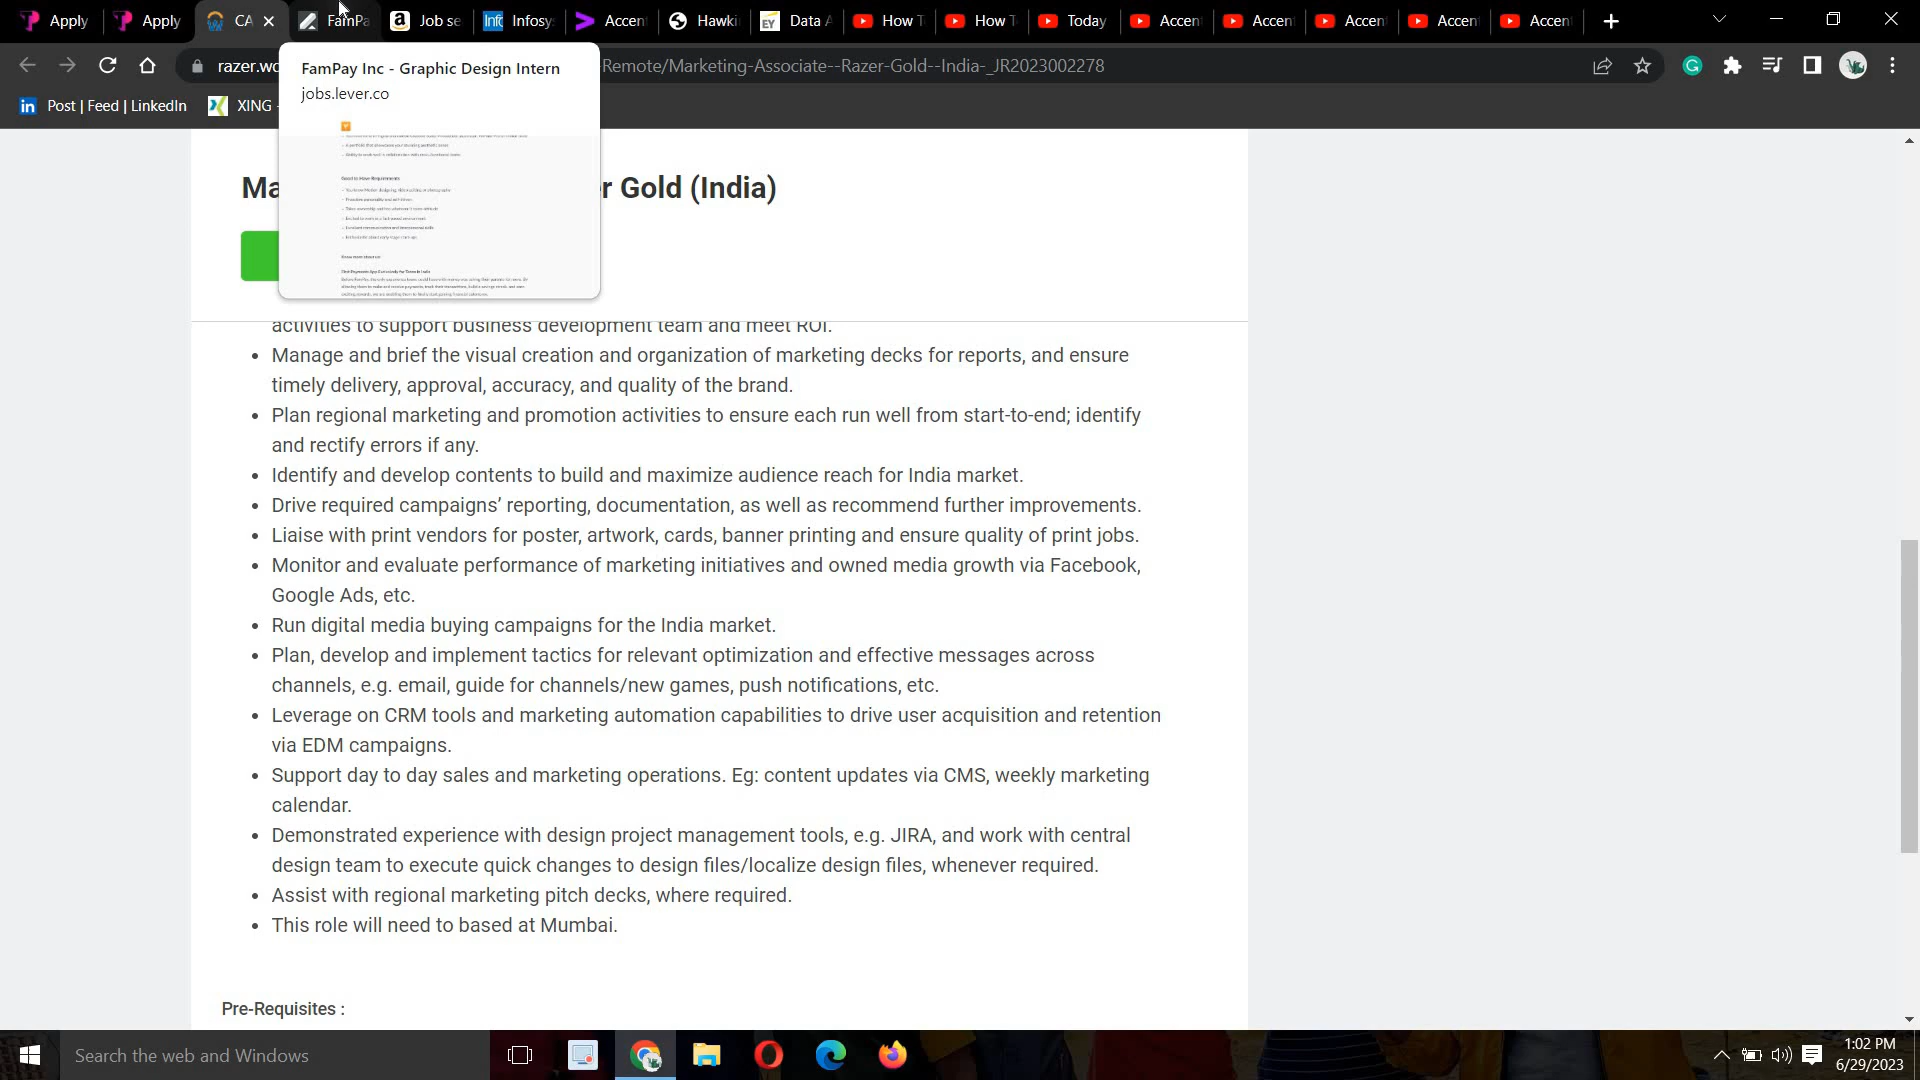 Apply
Apply
CA
FamPa
Job se
Info
Infosy
Accen
Hawki
EY
Data A
How T
How T
Today
Accen
Accen
Accen
Accen
Accen
razer.wd
Remote/Marketing-Associate--Razer-Gold--India-_JR2023002278
Post | Feed | LinkedIn
XING -
FamPay Inc - Graphic Design Intern
jobs.lever.co
Good to Have Requirements
Know more about us:
Ma
r Gold (India)
activities to support business development team and meet ROI.
• Manage and brief the visual creation and organization of marketing decks for reports, and ensure
timely delivery, approval, accuracy, and quality of the brand.
• Plan regional marketing and promotion activities to ensure each run well from start-to-end; identify
and rectify errors if any.
• Identify and develop contents to build and maximize audience reach for India market.
• Drive required campaigns’ reporting, documentation, as well as recommend further improvements.
• Liaise with print vendors for poster, artwork, cards, banner printing and ensure quality of print jobs.
• Monitor and evaluate performance of marketing initiatives and owned media growth via Facebook,
Google Ads, etc.
• Run digital media buying campaigns for the India market.
• Plan, develop and implement tactics for relevant optimization and effective messages across
channels, e.g. email, guide for channels/new games, push notifications, etc.
• Leverage on CRM tools and marketing automation capabilities to drive user acquisition and retention
via EDM campaigns.
• Support day to day sales and marketing operations. Eg: content updates via CMS, weekly marketing
calendar.
• Demonstrated experience with design project management tools, e.g. JIRA, and work with central
design team to execute quick changes to design files/localize design files, whenever required.
• Assist with regional marketing pitch decks, where required.
• This role will need to based at Mumbai.
Pre-Requisites :
Search the web and Windows
1:02 PM
6/29/2023